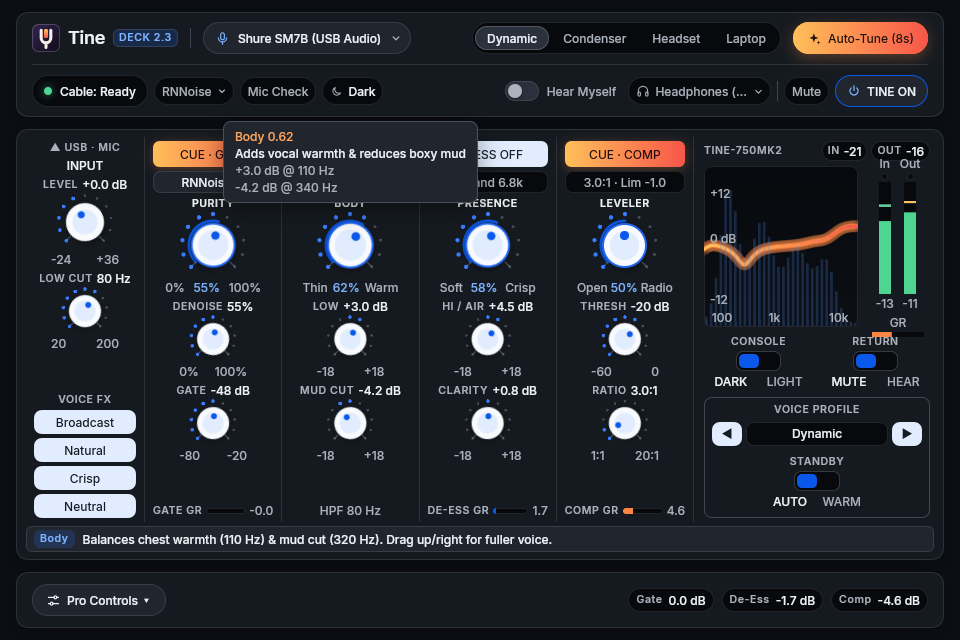 Tine DECK 2.3 Shure SM7B (USB Audio) Dynamic Condenser Headset Laptop Auto-Tune (8s)
Cable: Ready RNNoise Mic Check Dark Hear Myself Headphones (... Mute TINE ON
USB · MIC
INPUT
LEVEL +0.0 dB
-24 +36
LOW CUT 80 Hz
20 200
VOICE FX
Broadcast
Natural
Crisp
Neutral
CUE · G
RNNois
PURITY
0% 55% 100%
DENOISE 55%
0% 100%
GATE -48 dB
-80 -20
GATE GR -0.0
Body 0.62
Adds vocal warmth & reduces boxy mud
+3.0 dB @ 110 Hz
-4.2 dB @ 340 Hz
BODY
Thin 62% Warm
LOW +3.0 dB
-18 +18
MUD CUT -4.2 dB
-18 +18
HPF 80 Hz
ESS OFF
nd 6.8k
PRESENCE
Soft 58% Crisp
HI / AIR +4.5 dB
-18 +18
CLARITY +0.8 dB
-18 +18
DE-ESS GR 1.7
CUE · COMP
3.0:1 · Lim -1.0
LEVELER
Open 50% Radio
THRESH -20 dB
-60 0
RATIO 3.0:1
1:1 20:1
COMP GR 4.6
TINE-750MK2 IN -21 OUT -16
In Out
+12
0 dB
-12
100 1k 10k
-13 -11
GR
CONSOLE RETURN
DARK LIGHT MUTE HEAR
VOICE PROFILE
Dynamic
STANDBY
AUTO WARM
Body Balances chest warmth (110 Hz) & mud cut (320 Hz). Drag up/right for fuller voice.
Pro Controls Gate 0.0 dB De-Ess -1.7 dB Comp -4.6 dB